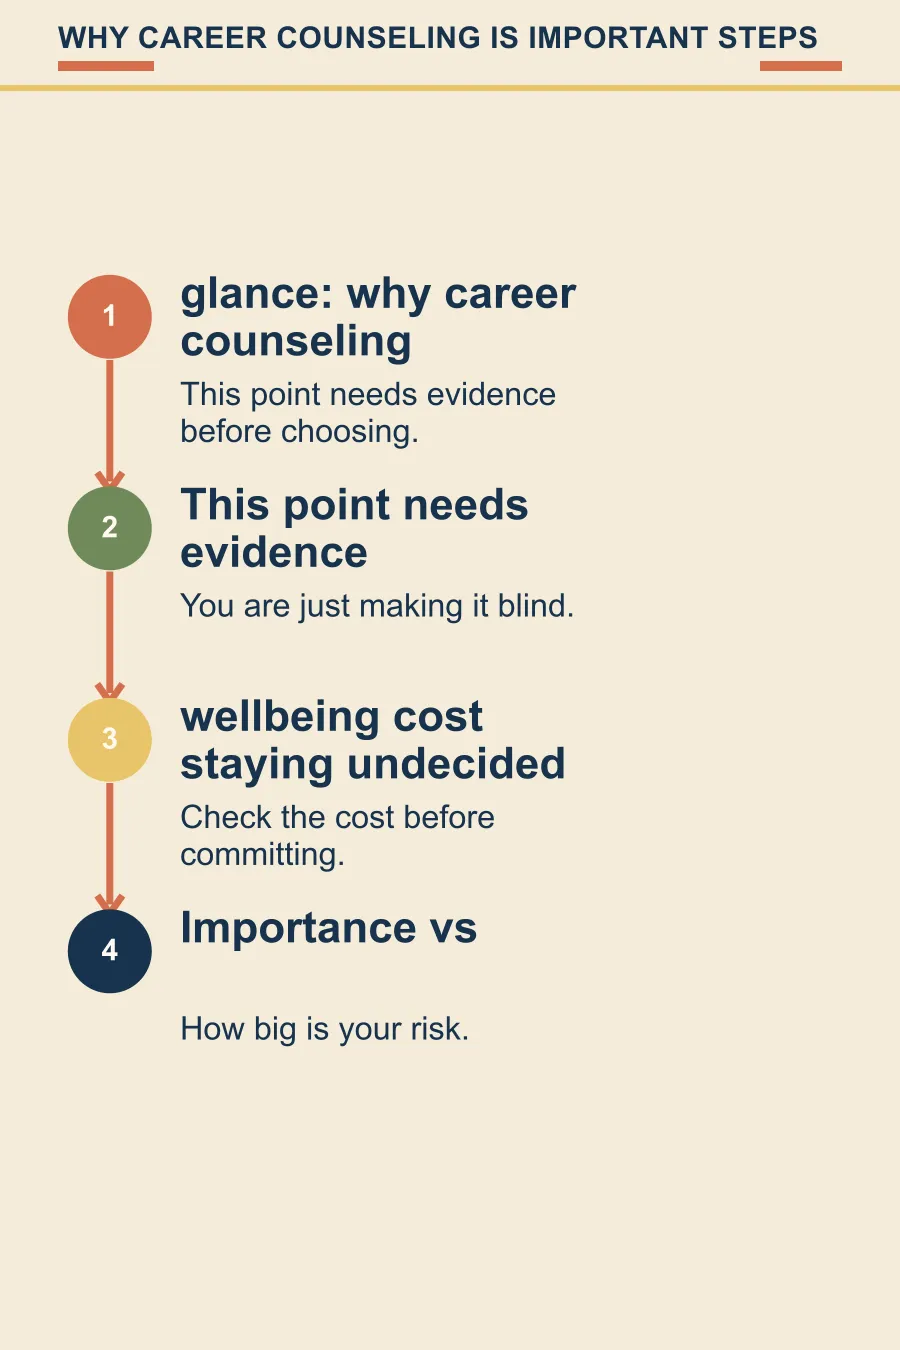 WHY CAREER COUNSELING IS IMPORTANT STEPS
1
glance: why career
counseling
This point needs evidence
before choosing.
2
This point needs
evidence
You are just making it blind.
3
wellbeing cost
staying undecided
Check the cost before
committing.
4
Importance vs
How big is your risk.